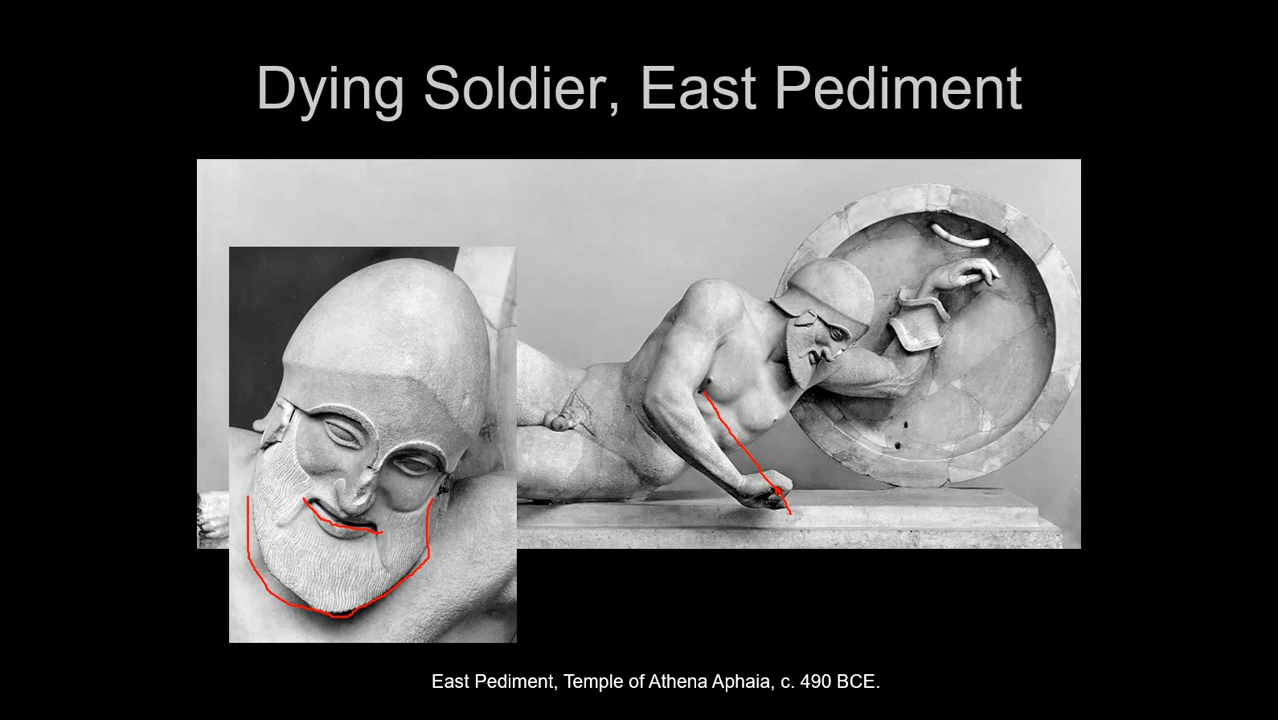 Dying Soldier, East Pediment
East Pediment, Temple of Athena Aphaia, c. 490 BCE.